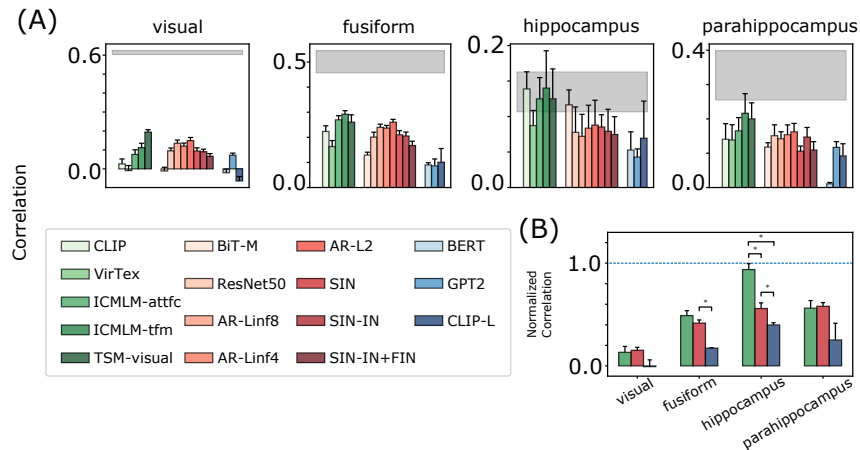 (A)
visual
fusiform
hippocampus
parahippocampus
0.6
0.0
0.5
0.0
0.2
0.0
0.4
0.0
Correlation
CLIP
VirTex
ICMLM-attfc
ICMLM-tfm
TSM-visual
BiT-M
ResNet50
AR-Linf8
AR-Linf4
AR-L2
SIN
SIN-IN
SIN-IN+FIN
BERT
GPT2
CLIP-L
(B)
Normalized
Correlation
1.0
0.0
*
*
*
*
visual
fusiform
hippocampus
parahippocampus